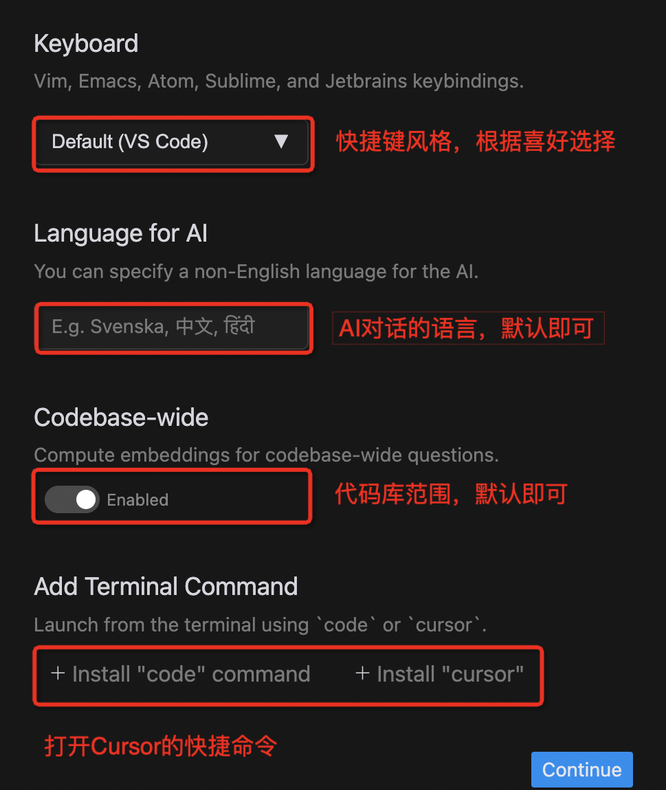 Keyboard
Vim, Emacs, Atom, Sublime, and Jetbrains keybindings.
Default (VS Code) ▼ 快捷键风格，根据喜好选择
Language for AI
You can specify a non-English language for the AI.
E.g. Svenska, 中文, हिंदी AI对话的语言，默认即可
Codebase-wide
Compute embeddings for codebase-wide questions.
Enabled 代码库范围，默认即可
Add Terminal Command
Launch from the terminal using `code` or `cursor`.
+ Install "code" command + Install "cursor"
打开Cursor的快捷命令
Continue